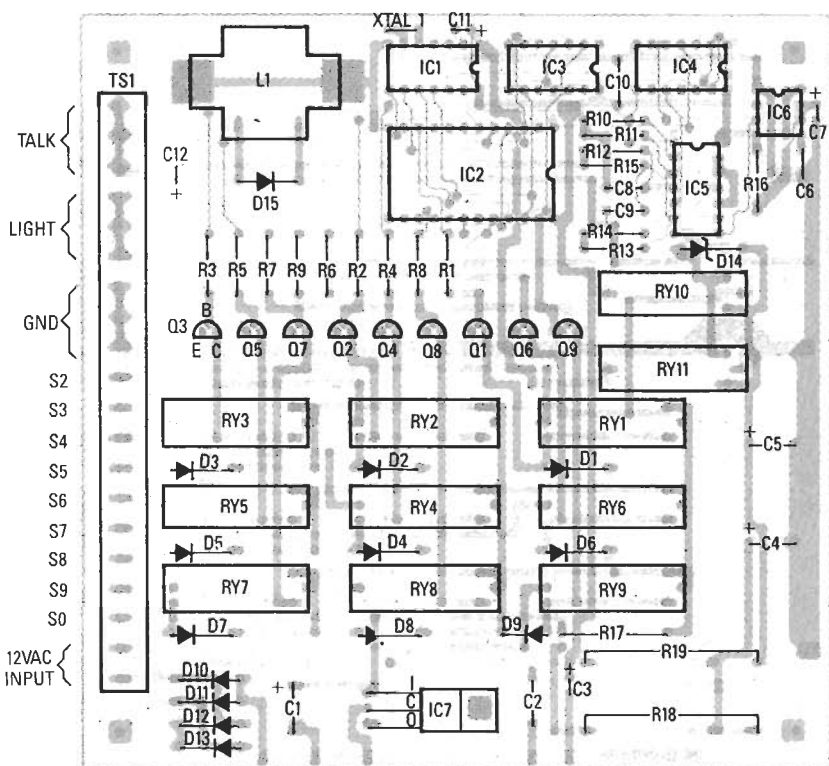 XTAL 1 C11
TS1
L1
IC1
IC3
C10
IC4
IC6
C7
TALK
C12
D15
IC2
R10
R11
R12
R15
C8
C9
R14
R13
IC5
R16
C6
D14
LIGHT
R3 R5 R7 R9 R6 R2 R4 R8 R1
RY10
GND
B
Q3
E C
Q5 Q7 Q2 Q4 Q8 Q1 Q6 Q9
RY11
S2
S3
S4
S5
S6
S7
S8
S9
S0
12VAC
INPUT
RY3 RY2 RY1
D3 D2 D1
C5
RY5 RY4 RY6
D5 D4 D6
C4
RY7 RY8 RY9
D7 D8 D9 R17
R19
D10
D11
D12
D13
C1
I
C
O
IC7
C2
C3
R18